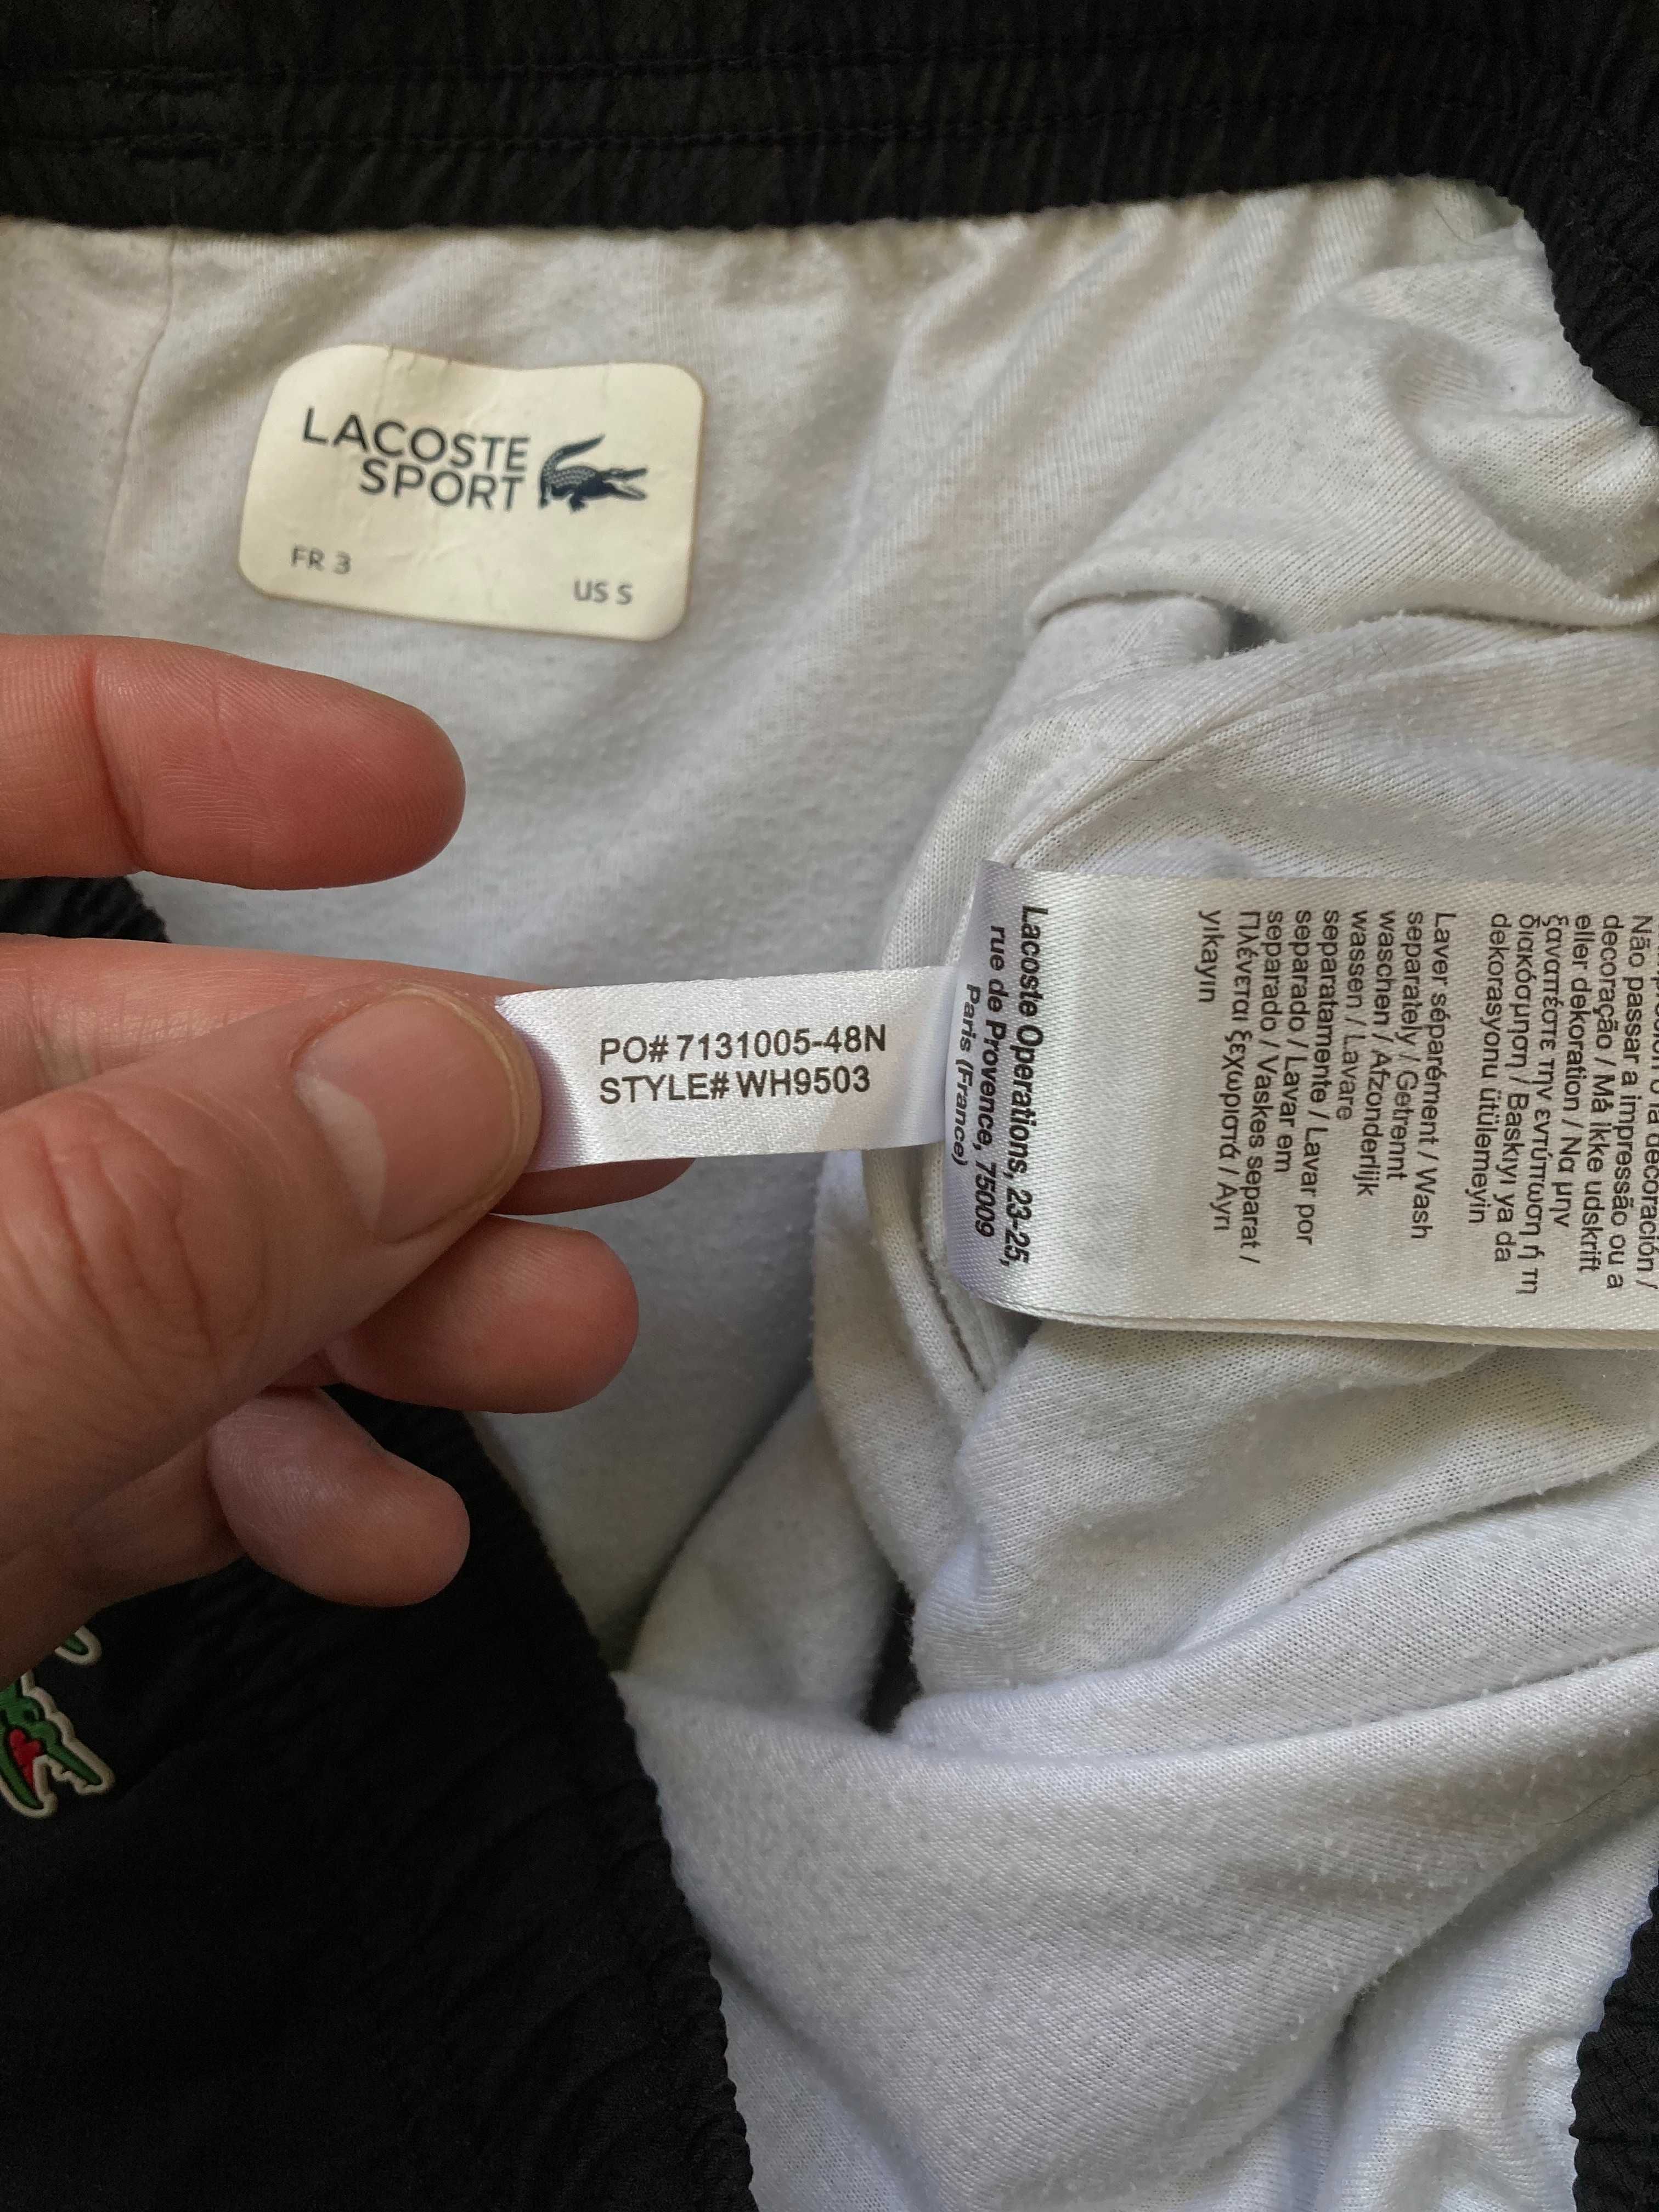 LACOSTE
SPORT
FR 3
US S
PO# 7131005-48N
STYLE# WH9503
Lacoste Operations, 23-25,
rue de Provence, 75009
Paris (France)
Não passar a impressão ou a
decoração / Må ikke udskrift
eller dekoration / Να μην
ξαναπέσετε την εντύπωση ή τη
διακόσμηση / Baskıyı ya da
dekorasyonu ütülemeyin
Laver séparément / Wash
separately / Getrennt
waschen / Afzonderlijk
wassen / Lavare
separatamente / Lavar por
separado / Lavar em
separado / Vaskes separat /
Πλένεται ξεχωριστά / Ayrı
yıkayın